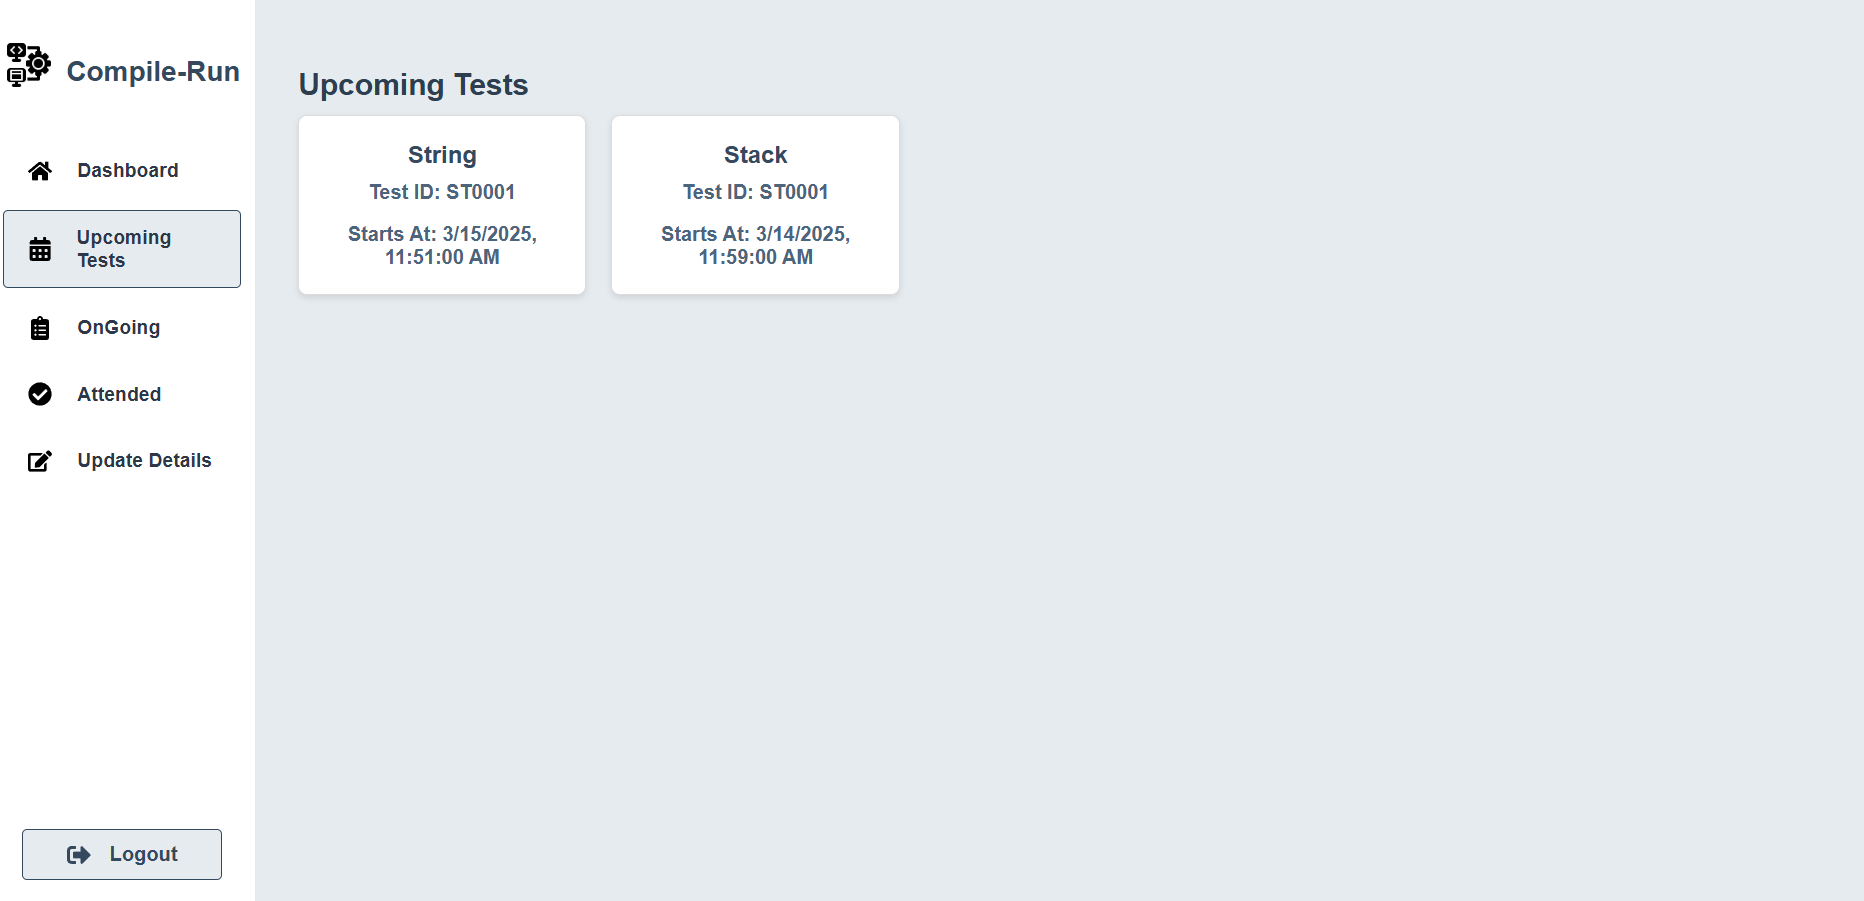 Compile-Run
Dashboard
Upcoming
Tests
OnGoing
Attended
Update Details
Logout
Upcoming Tests
String
Test ID: ST0001
Starts At: 3/15/2025,
11:51:00 AM
Stack
Test ID: ST0001
Starts At: 3/14/2025,
11:59:00 AM